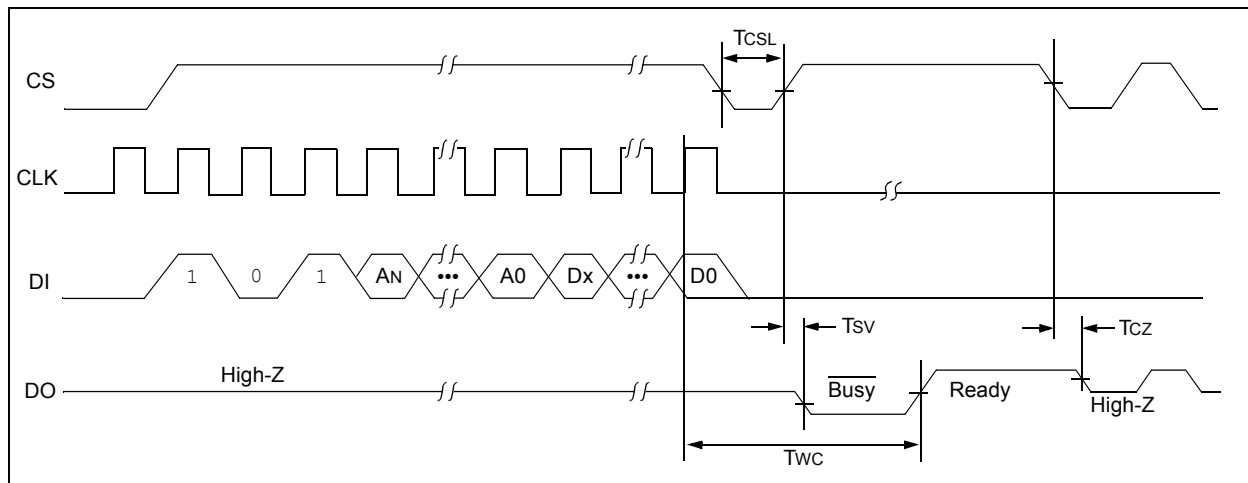 TCSL
CS
CLK
DI 1 0 1 AN ••• A0 Dx ••• D0
TSV TCZ
DO High-Z Busy Ready High-Z
TWC